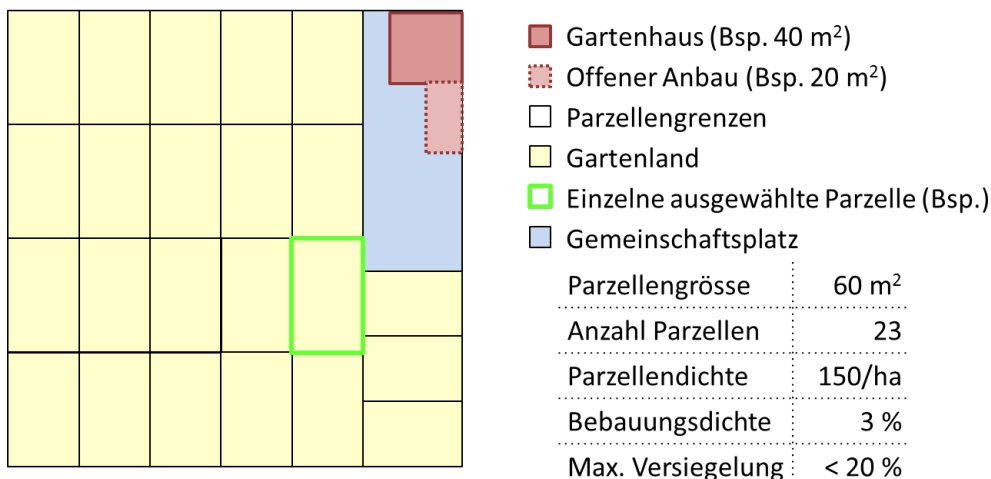 Gartenhaus (Bsp. 40 m²)
Offener Anbau (Bsp. 20 m²)
Parzellengrenzen
Gartenland
Einzelne ausgewählte Parzelle (Bsp.)
Gemeinschaftsplatz
Parzellengrösse 60 m²
Anzahl Parzellen 23
Parzellendichte 150/ha
Bebauungsdichte 3 %
Max. Versiegelung < 20 %